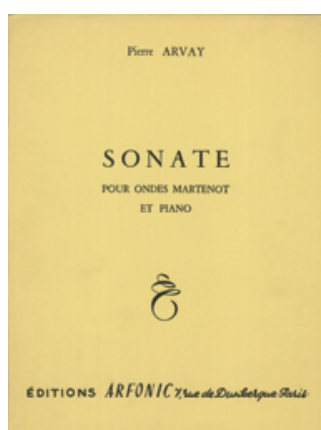 Pierre ARVAY
SONATE
POUR ONDES MARTENOT
ET PIANO
ÉDITIONS ARFONIC 7, rue de Dunkerque Paris